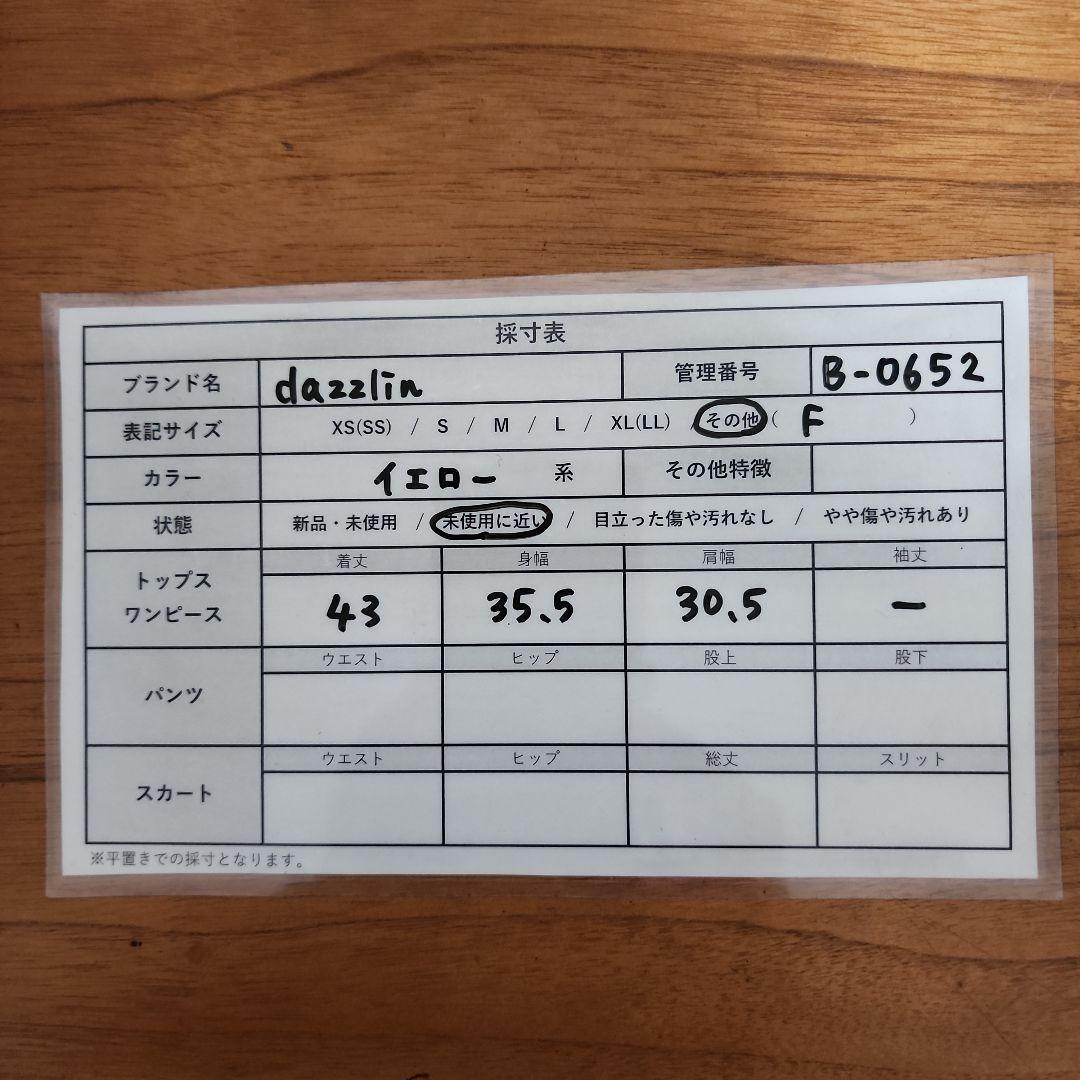 採寸表
ブランド名 dazzlin 管理番号 B-0652
表記サイズ XS(SS) / S / M / L / XL(LL) その他( F )
カラー イエロー 系 その他特徴
状態 新品・未使用 / 未使用に近い / 目立った傷や汚れなし / やや傷や汚れあり
トップス ワンピース 着丈 身幅 肩幅 袖丈
43 35.5 30.5 ー
パンツ ウエスト ヒップ 股上 股下
スカート ウエスト ヒップ 総丈 スリット
※平置きでの採寸となります。